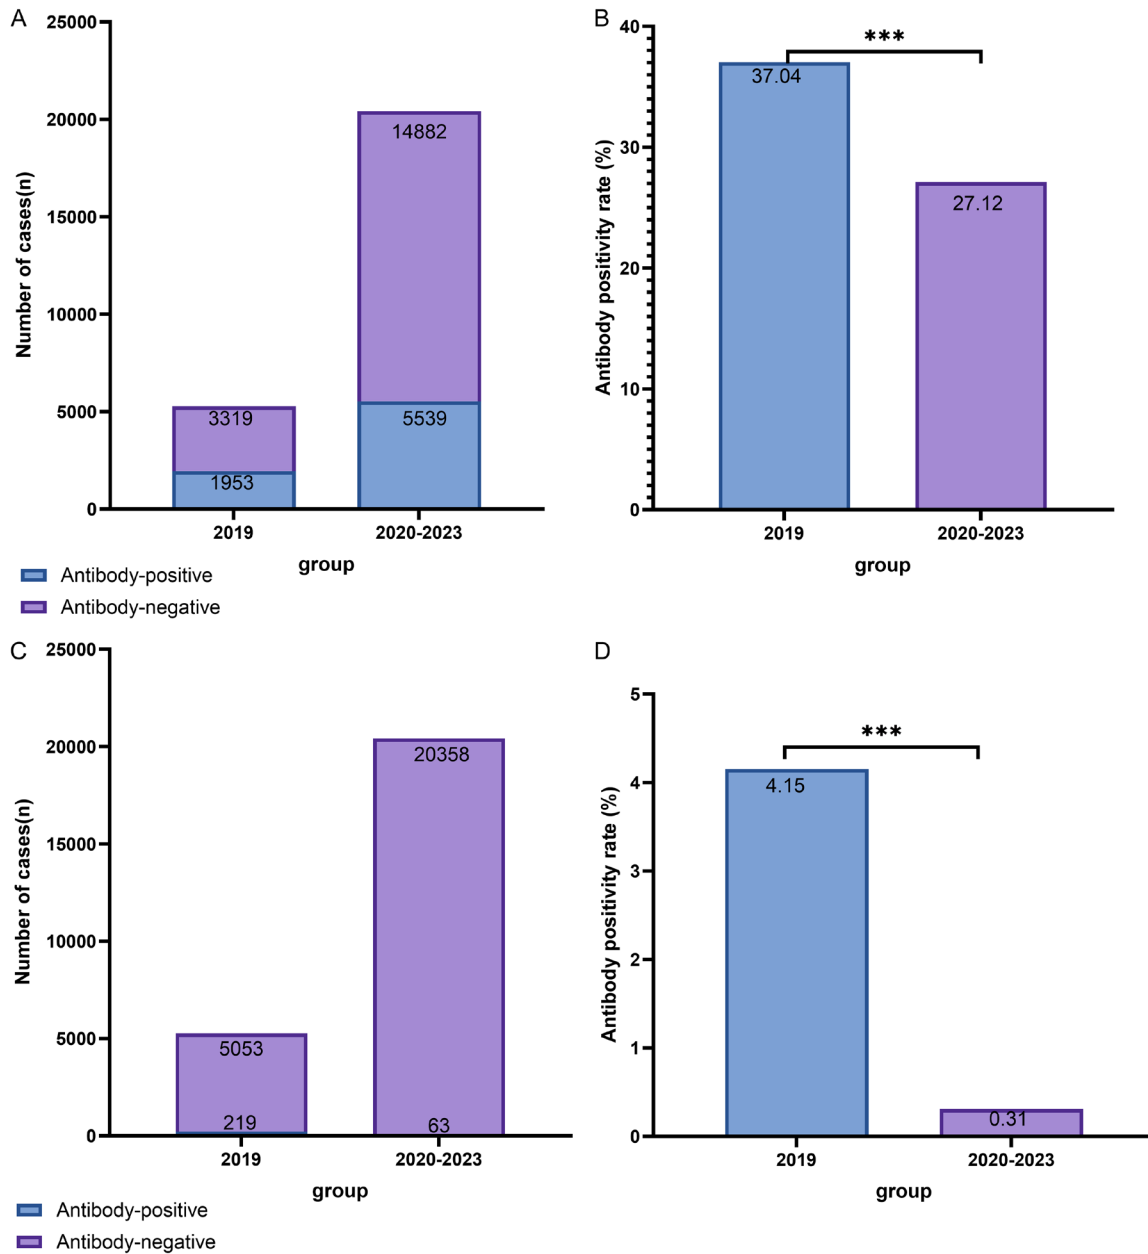 A
Number of cases(n)
25000
20000
15000
10000
5000
0
14882
3319
5539
1953
2019
2020-2023
group
Antibody-positive
Antibody-negative
B
Antibody positivity rate (%)
40
30
20
10
0
***
37.04
27.12
2019
2020-2023
group
C
Number of cases(n)
25000
20000
15000
10000
5000
0
20358
5053
219
63
2019
2020-2023
group
Antibody-positive
Antibody-negative
D
Antibody positivity rate (%)
5
4
3
2
1
0
***
4.15
0.31
2019
2020-2023
group